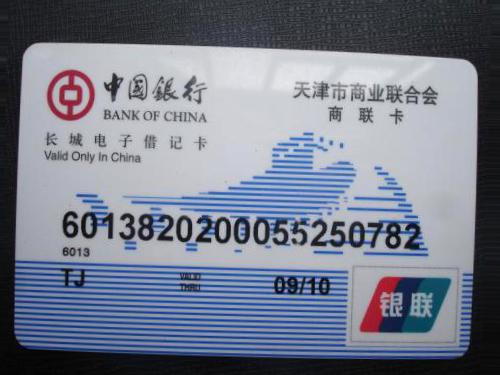 中国银行
BANK OF CHINA
天津市商业联合会
商联卡
长城电子借记卡
Valid Only In China
6013820200055250782
6013
TJ
VALID
THRU
09/10
银联